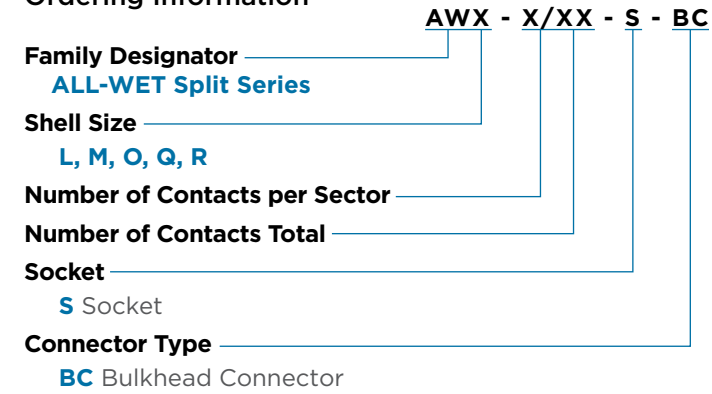 Ordering Information
AWX - X/XX - S - BC
Family Designator
ALL-WET Split Series
Shell Size
L, M, O, Q, R
Number of Contacts per Sector
Number of Contacts Total
Socket
S Socket
Connector Type
BC Bulkhead Connector